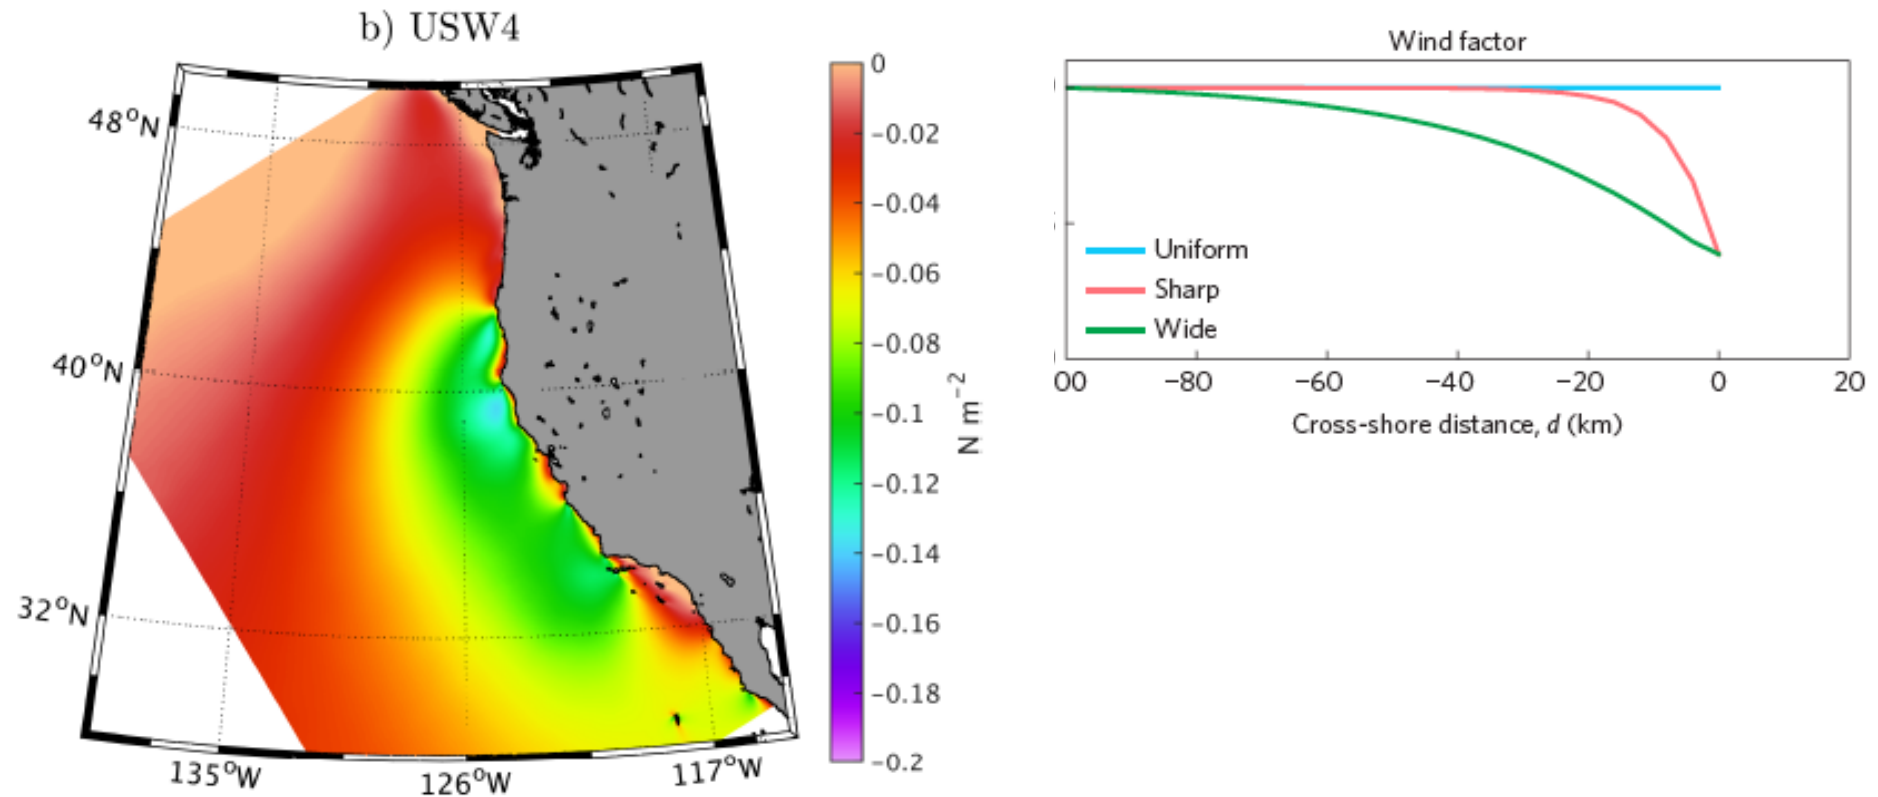 b) USW4
48°N
40°N
32°N
135°W
126°W
117°W
0
−0.02
−0.04
−0.06
−0.08
−0.1
−0.12
−0.14
−0.16
−0.18
−0.2
N m⁻²
Wind factor
Uniform
Sharp
Wide
00 −80 −60 −40 −20 0 20
Cross-shore distance, d (km)